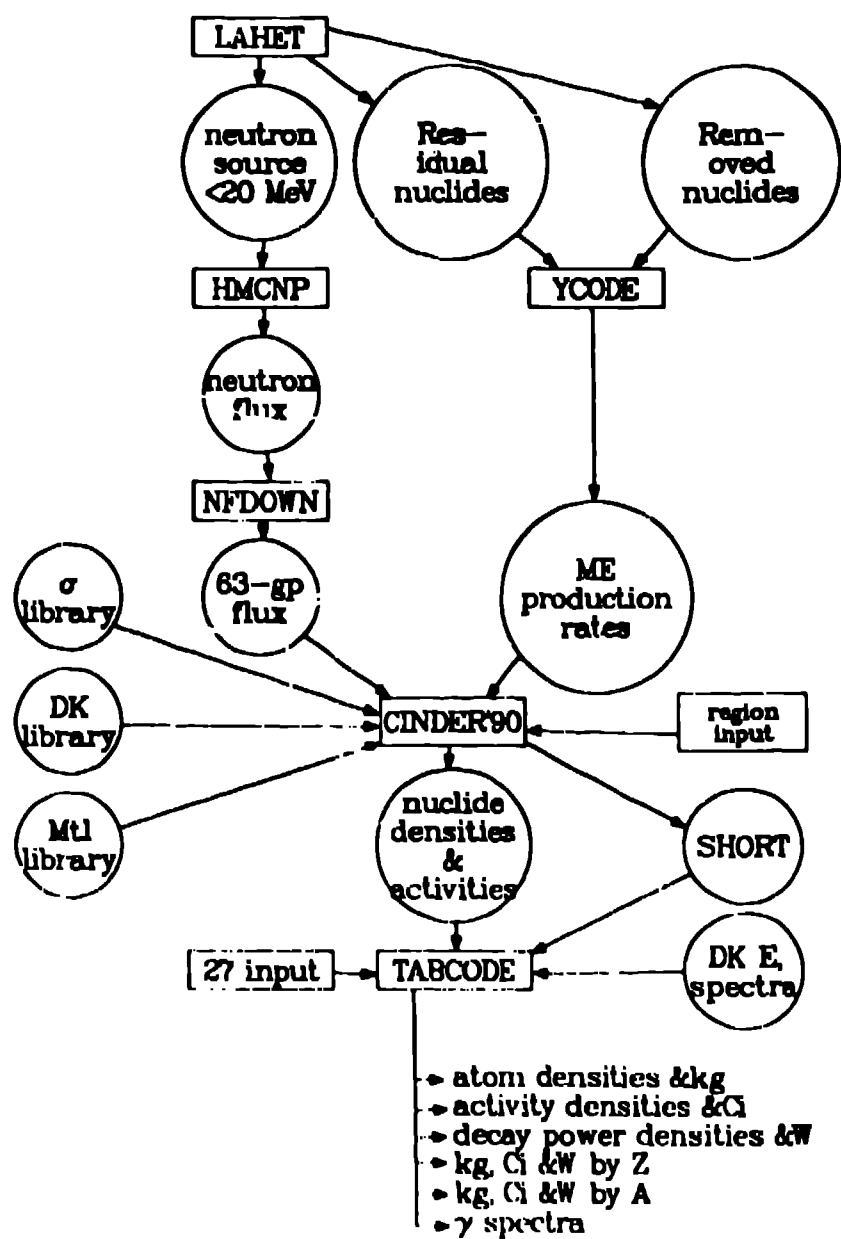 LAHET
neutron
source
<20 MeV
Res-
idual
nuclides
Rem-
oved
nuclides
HMCNP
YCODE
neutron
flux
NFDOWN
σ
library
63-gp
flux
ME
production
rates
DK
library
CINDER'90
region
input
Mtl
library
nuclide
densities
&
activities
SHORT
27 input
TABCODE
DK E,
spectra
atom densities &kg
activity densities &Ci
decay power densities &W
kg, Ci &W by Z
kg, Ci &W by A
γ spectra